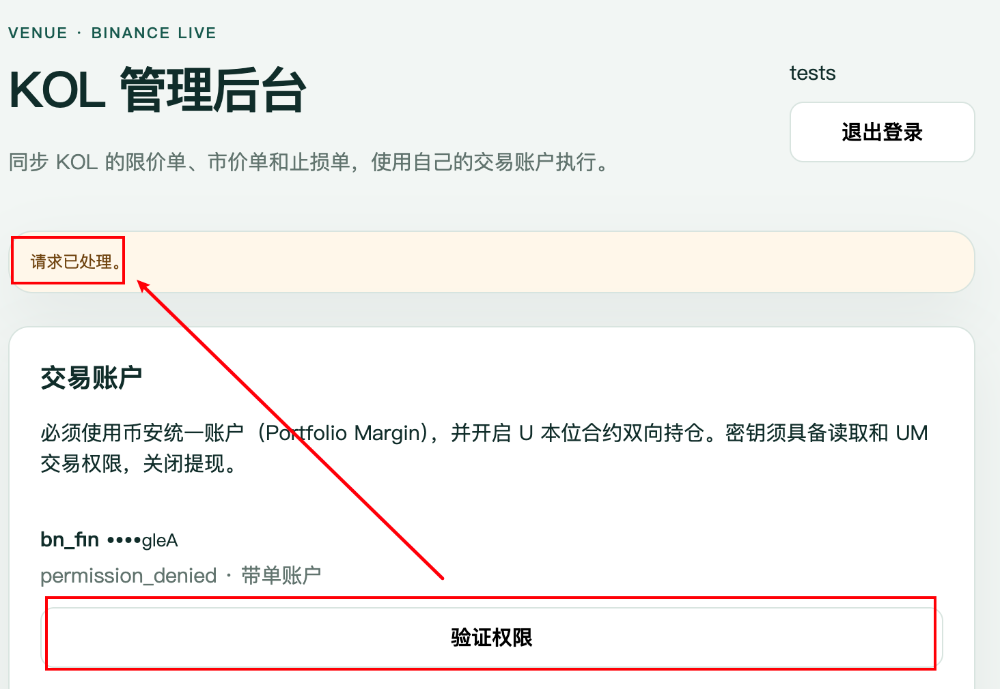 VENUE · BINANCE LIVE
KOL 管理后台
tests
退出登录
同步 KOL 的限价单、市价单和止损单，使用自己的交易账户执行。
请求已处理。
交易账户
必须使用币安统一账户（Portfolio Margin），并开启 U 本位合约双向持仓。密钥须具备读取和 UM
交易权限，关闭提现。
bn_fin ••••gleA
permission_denied · 带单账户
验证权限